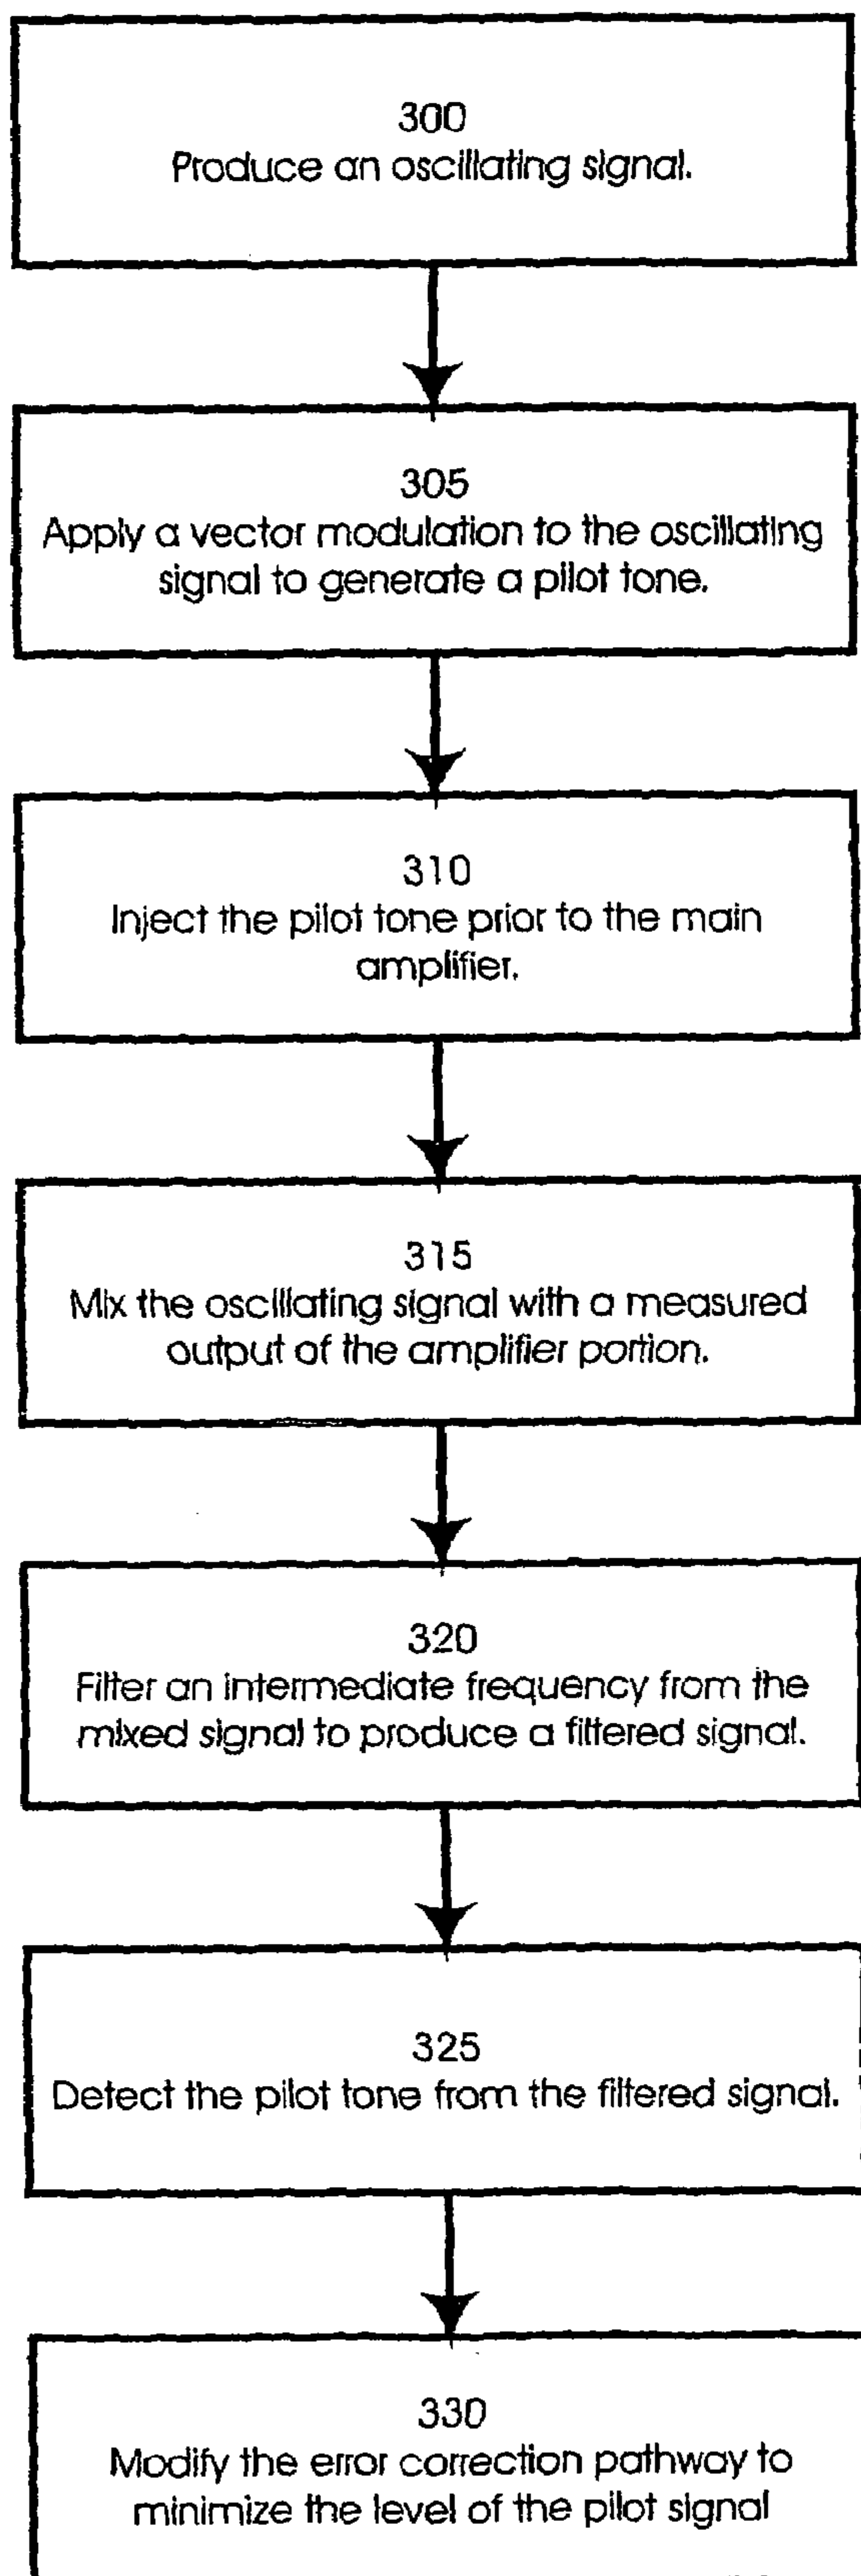 300
Produce an oscillating signal.
305
Apply a vector modulation to the oscillating
signal to generate a pilot tone.
310
Inject the pilot tone prior to the main
amplifier.
315
Mix the oscillating signal with a measured
output of the amplifier portion.
320
Filter an intermediate frequency from the
mixed signal to produce a filtered signal.
325
Detect the pilot tone from the filtered signal.
330
Modify the error correction pathway to
minimize the level of the pilot signal